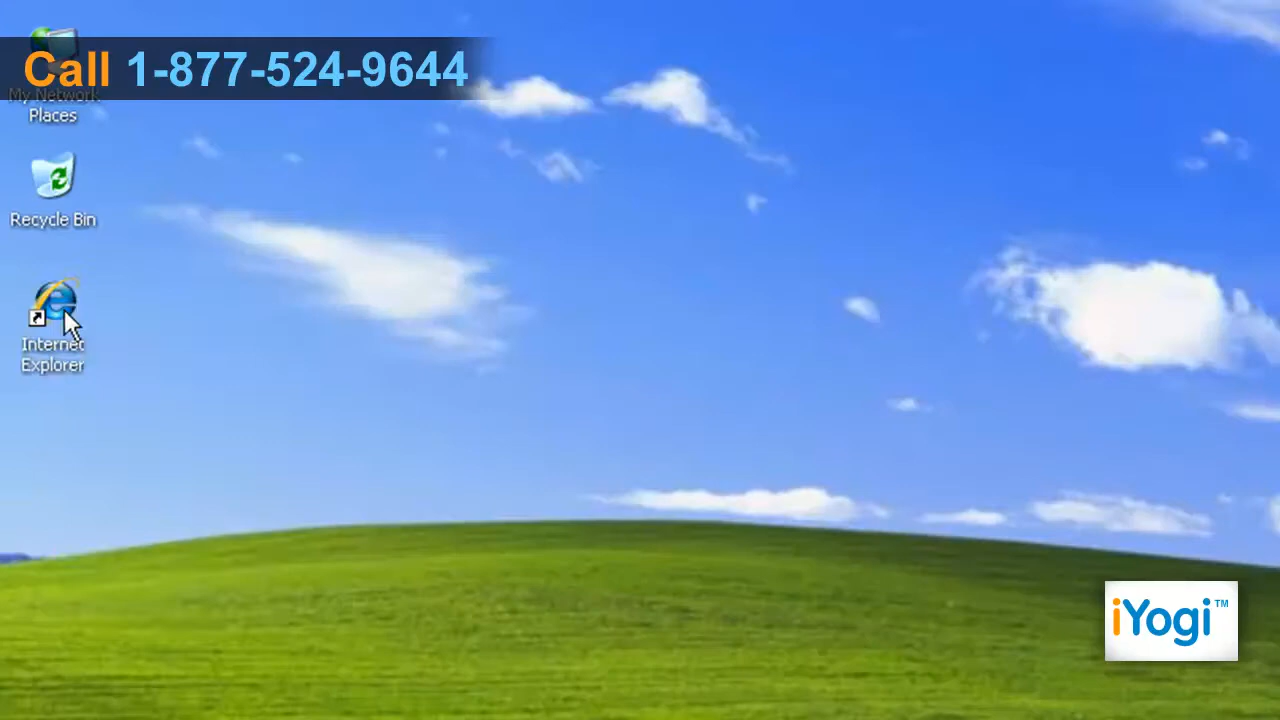 Call 1-877-524-9644
My Network
Places
Recycle Bin
Internet
Explorer
iYogi™